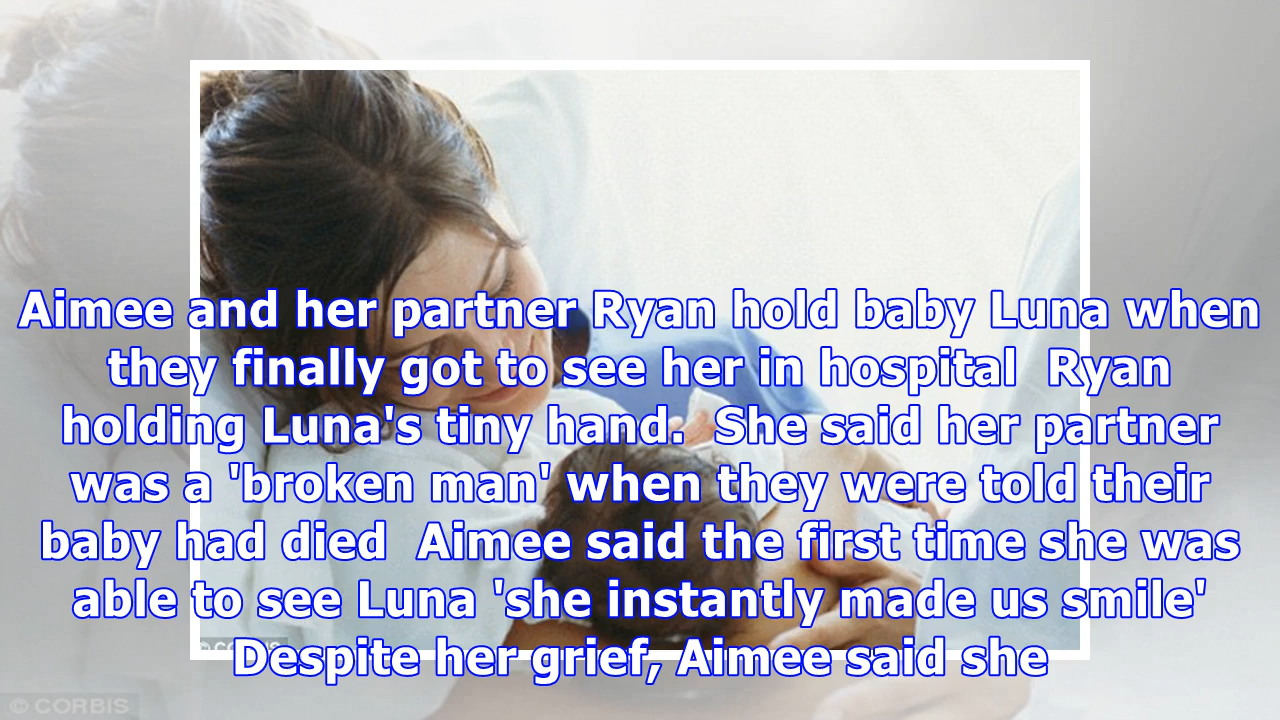 Aimee and her partner Ryan hold baby Luna when
they finally got to see her in hospital  Ryan
holding Luna's tiny hand.  She said her partner
was a 'broken man' when they were told their
baby had died  Aimee said the first time she was
able to see Luna 'she instantly made us smile'
Despite her grief, Aimee said she
© CORBIS